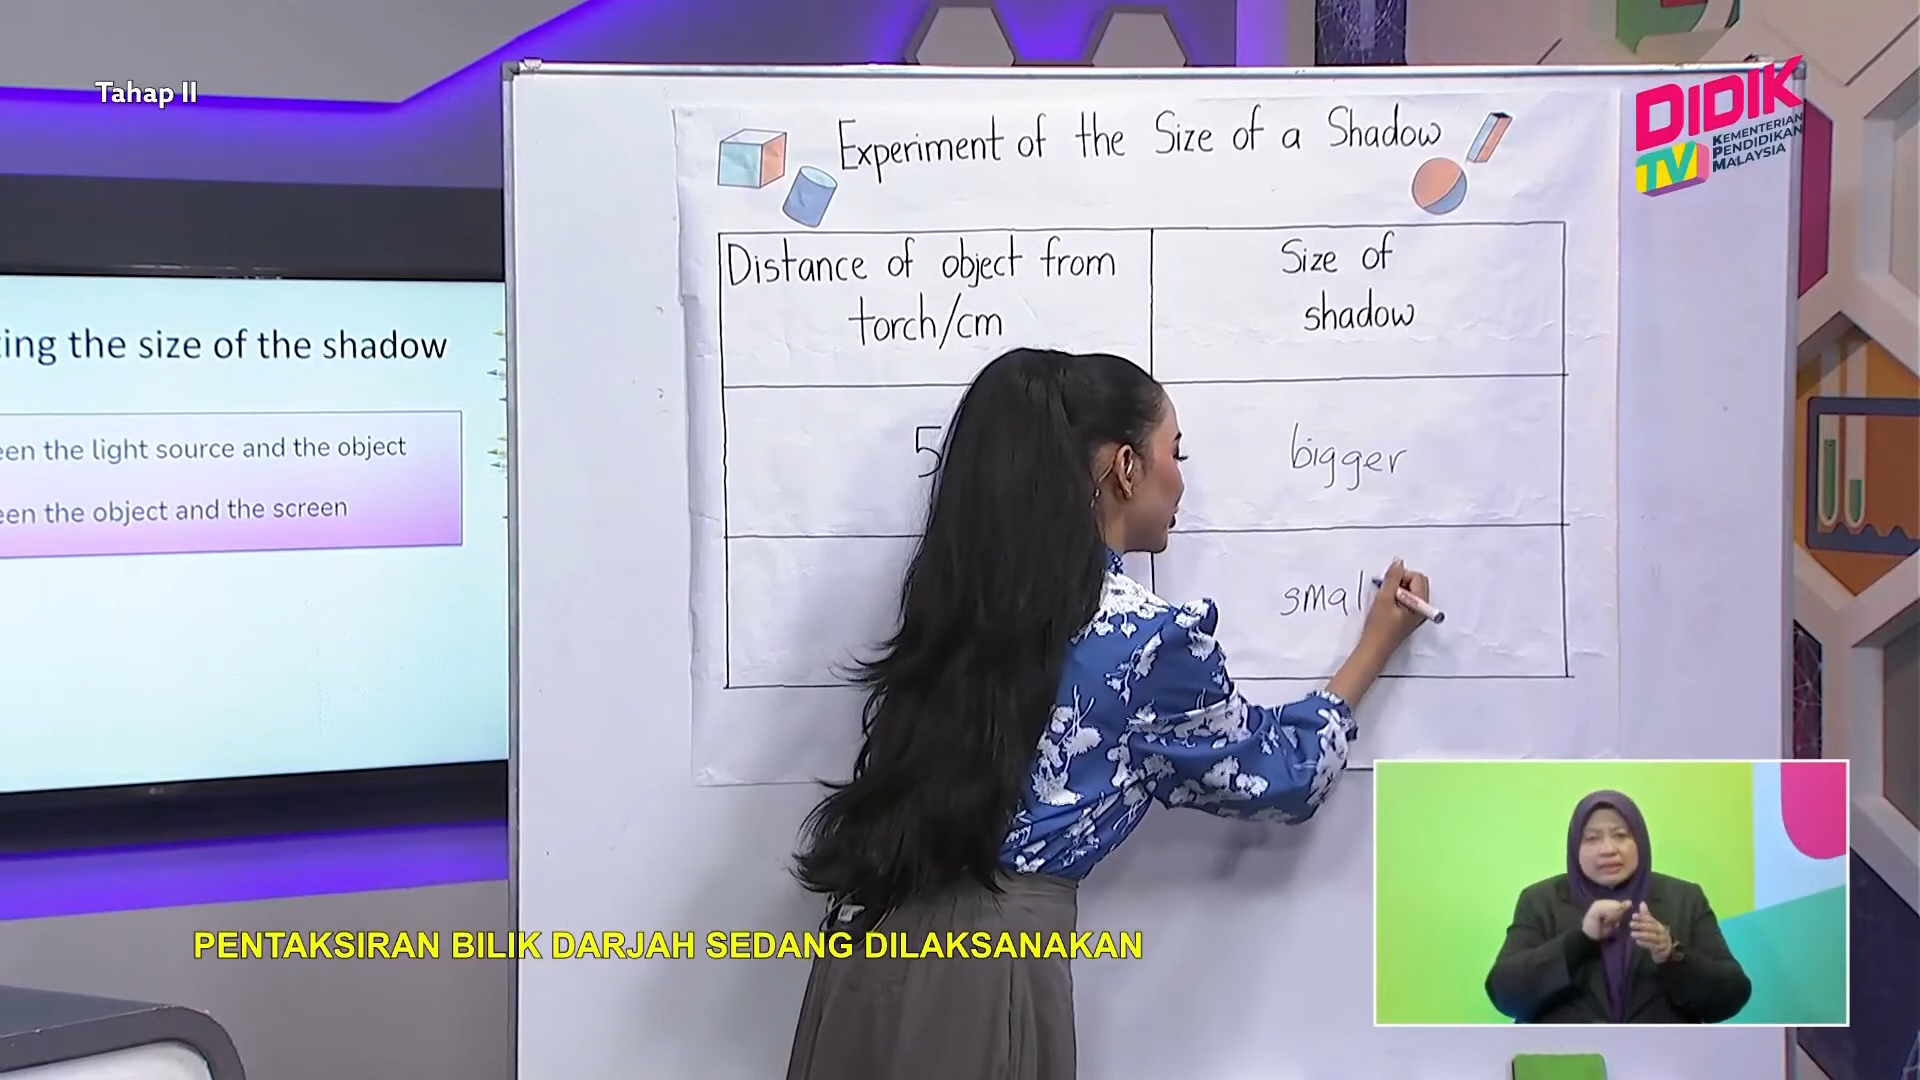 Tahap II
DIDIK
TV
KEMENTERIAN
PENDIDIKAN
MALAYSIA
Experiment of the Size of a Shadow
Distance of object from
torch/cm
Size of
shadow
5
bigger
smal
ing the size of the shadow
een the light source and the object
een the object and the screen
PENTAKSIRAN BILIK DARJAH SEDANG DILAKSANAKAN